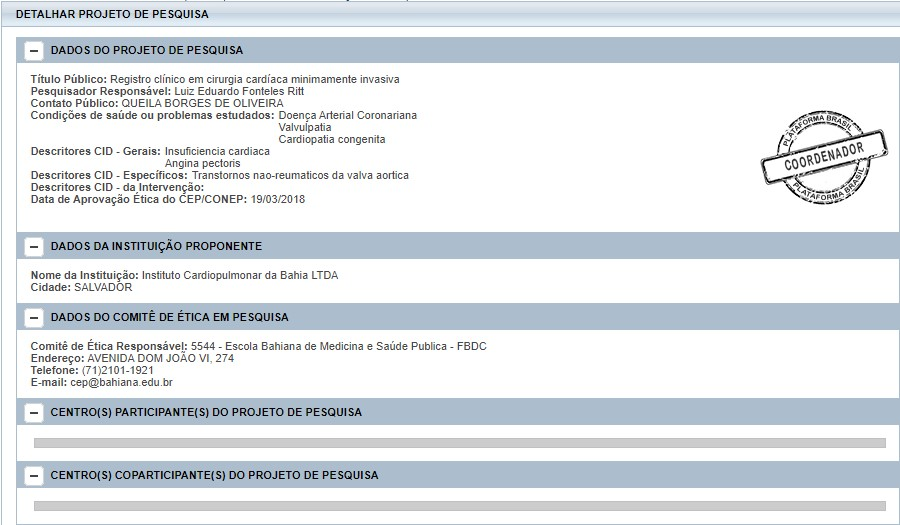 DETALHAR PROJETO DE PESQUISA
DADOS DO PROJETO DE PESQUISA
Título Público: Registro clínico em cirurgia cardíaca minimamente invasiva
Pesquisador Responsável: Luiz Eduardo Fonteles Ritt
Contato Público: QUEILA BORGES DE OLIVEIRA
Condições de saúde ou problemas estudados: Doença Arterial Coronariana
Valvulpatia
Cardiopatia congenita
Descritores CID - Gerais: Insuficiencia cardiaca
Angina pectoris
Descritores CID - Específicos: Transtornos nao-reumaticos da valva aortica
Descritores CID - da Intervenção:
Data de Aprovação Ética do CEP/CONEP: 19/03/2018
PLATAFORMA BRASIL
COORDENADOR
PLATAFORMA BRASIL
DADOS DA INSTITUIÇÃO PROPONENTE
Nome da Instituição: Instituto Cardiopulmonar da Bahia LTDA
Cidade: SALVADOR
DADOS DO COMITÊ DE ÉTICA EM PESQUISA
Comitê de Ética Responsável: 5544 - Escola Bahiana de Medicina e Saúde Publica - FBDC
Endereço: AVENIDA DOM JOÃO VI, 274
Telefone: (71)2101-1921
E-mail: cep@bahiana.edu.br
CENTRO(S) PARTICIPANTE(S) DO PROJETO DE PESQUISA
CENTRO(S) COPARTICIPANTE(S) DO PROJETO DE PESQUISA